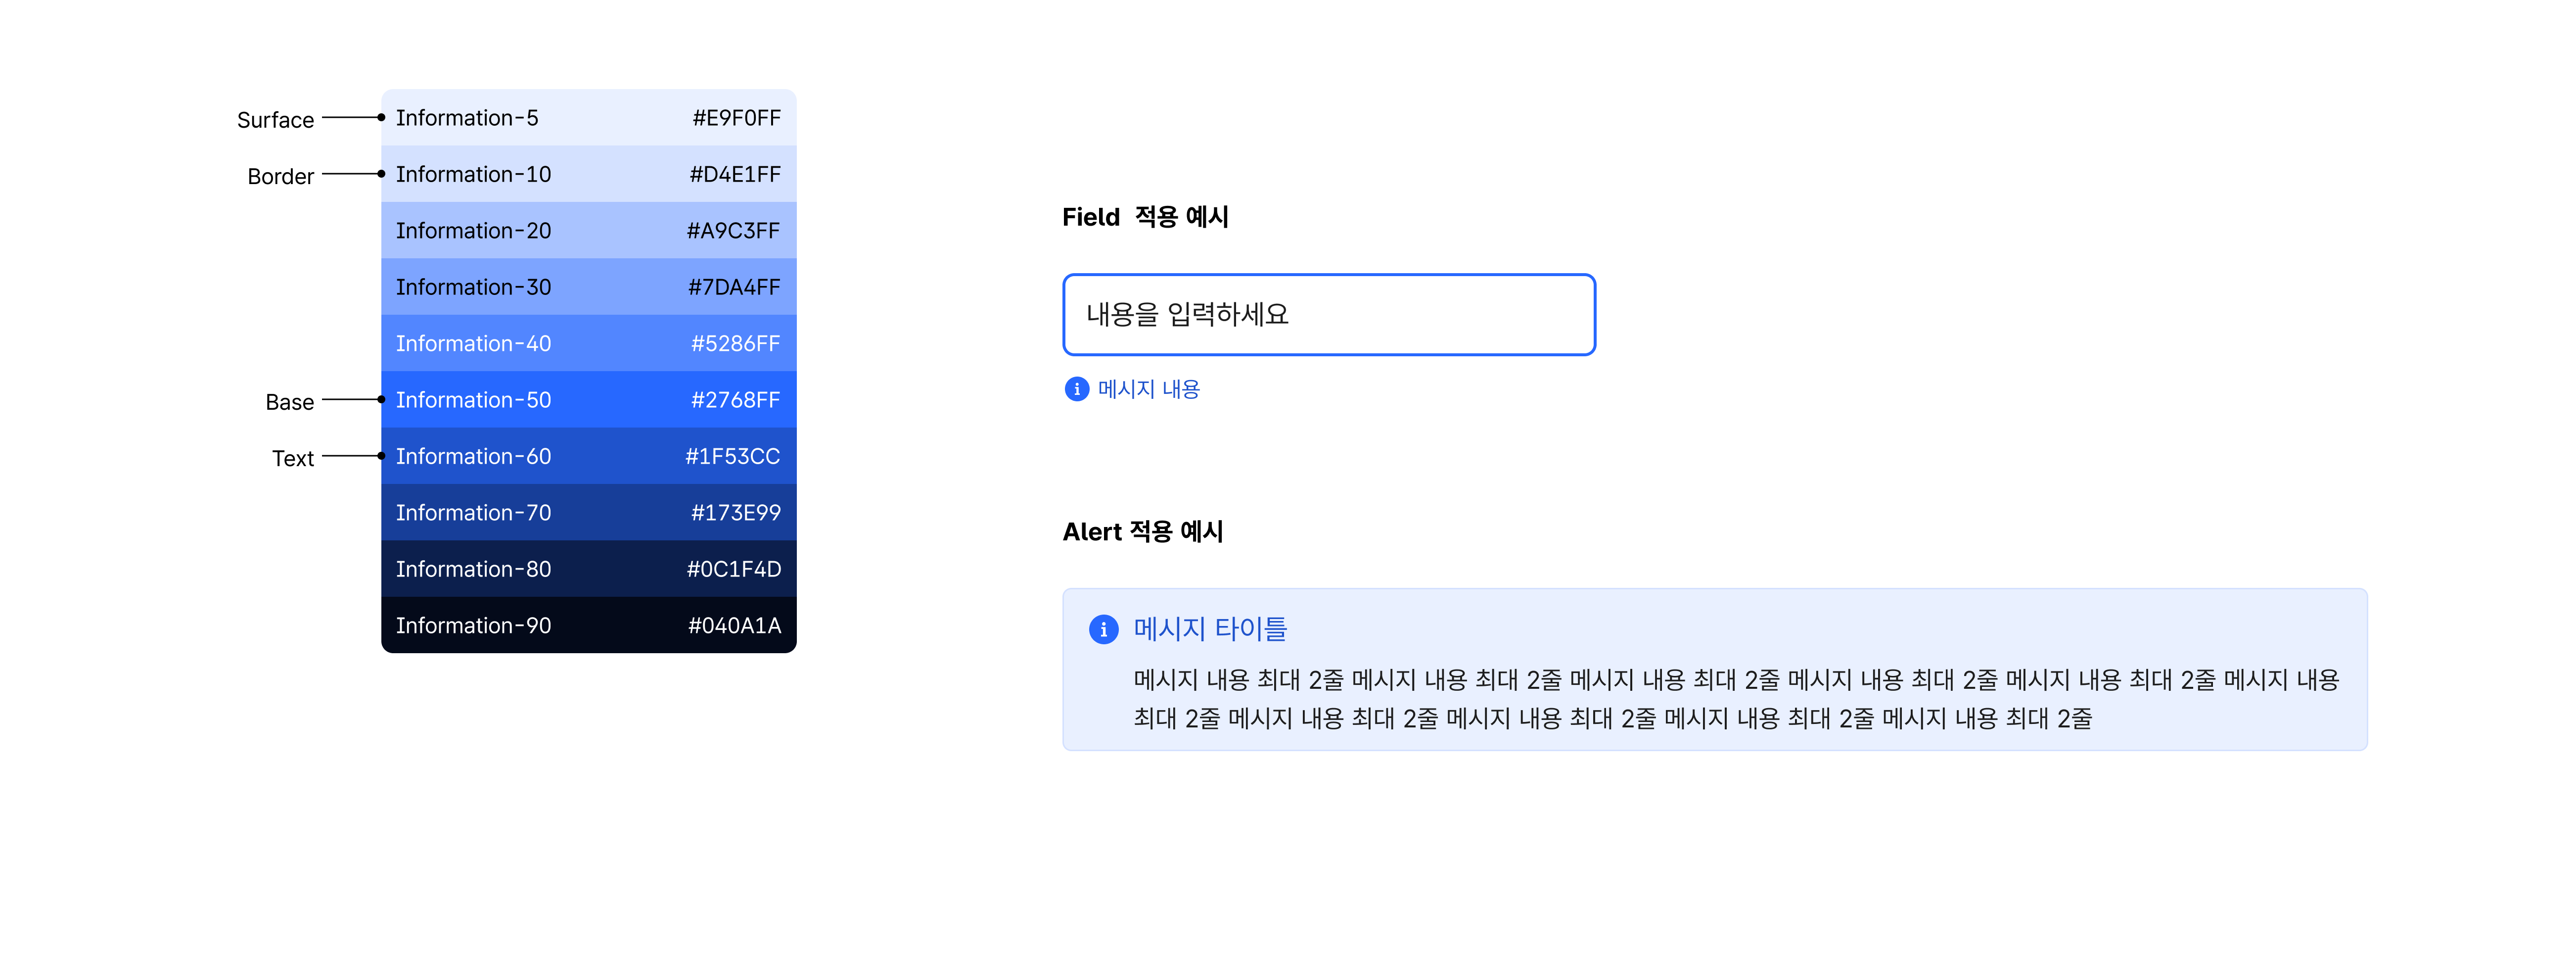 Surface Information-5 #E9F0FF
Border Information-10 #D4E1FF
Information-20 #A9C3FF
Information-30 #7DA4FF
Information-40 #5286FF
Base Information-50 #2768FF
Text Information-60 #1F53CC
Information-70 #173E99
Information-80 #0C1F4D
Information-90 #040A1A
Field 적용 예시
내용을 입력하세요
메시지 내용
Alert 적용 예시
메시지 타이틀
메시지 내용 최대 2줄 메시지 내용 최대 2줄 메시지 내용 최대 2줄 메시지 내용 최대 2줄 메시지 내용 최대 2줄 메시지 내용
최대 2줄 메시지 내용 최대 2줄 메시지 내용 최대 2줄 메시지 내용 최대 2줄 메시지 내용 최대 2줄